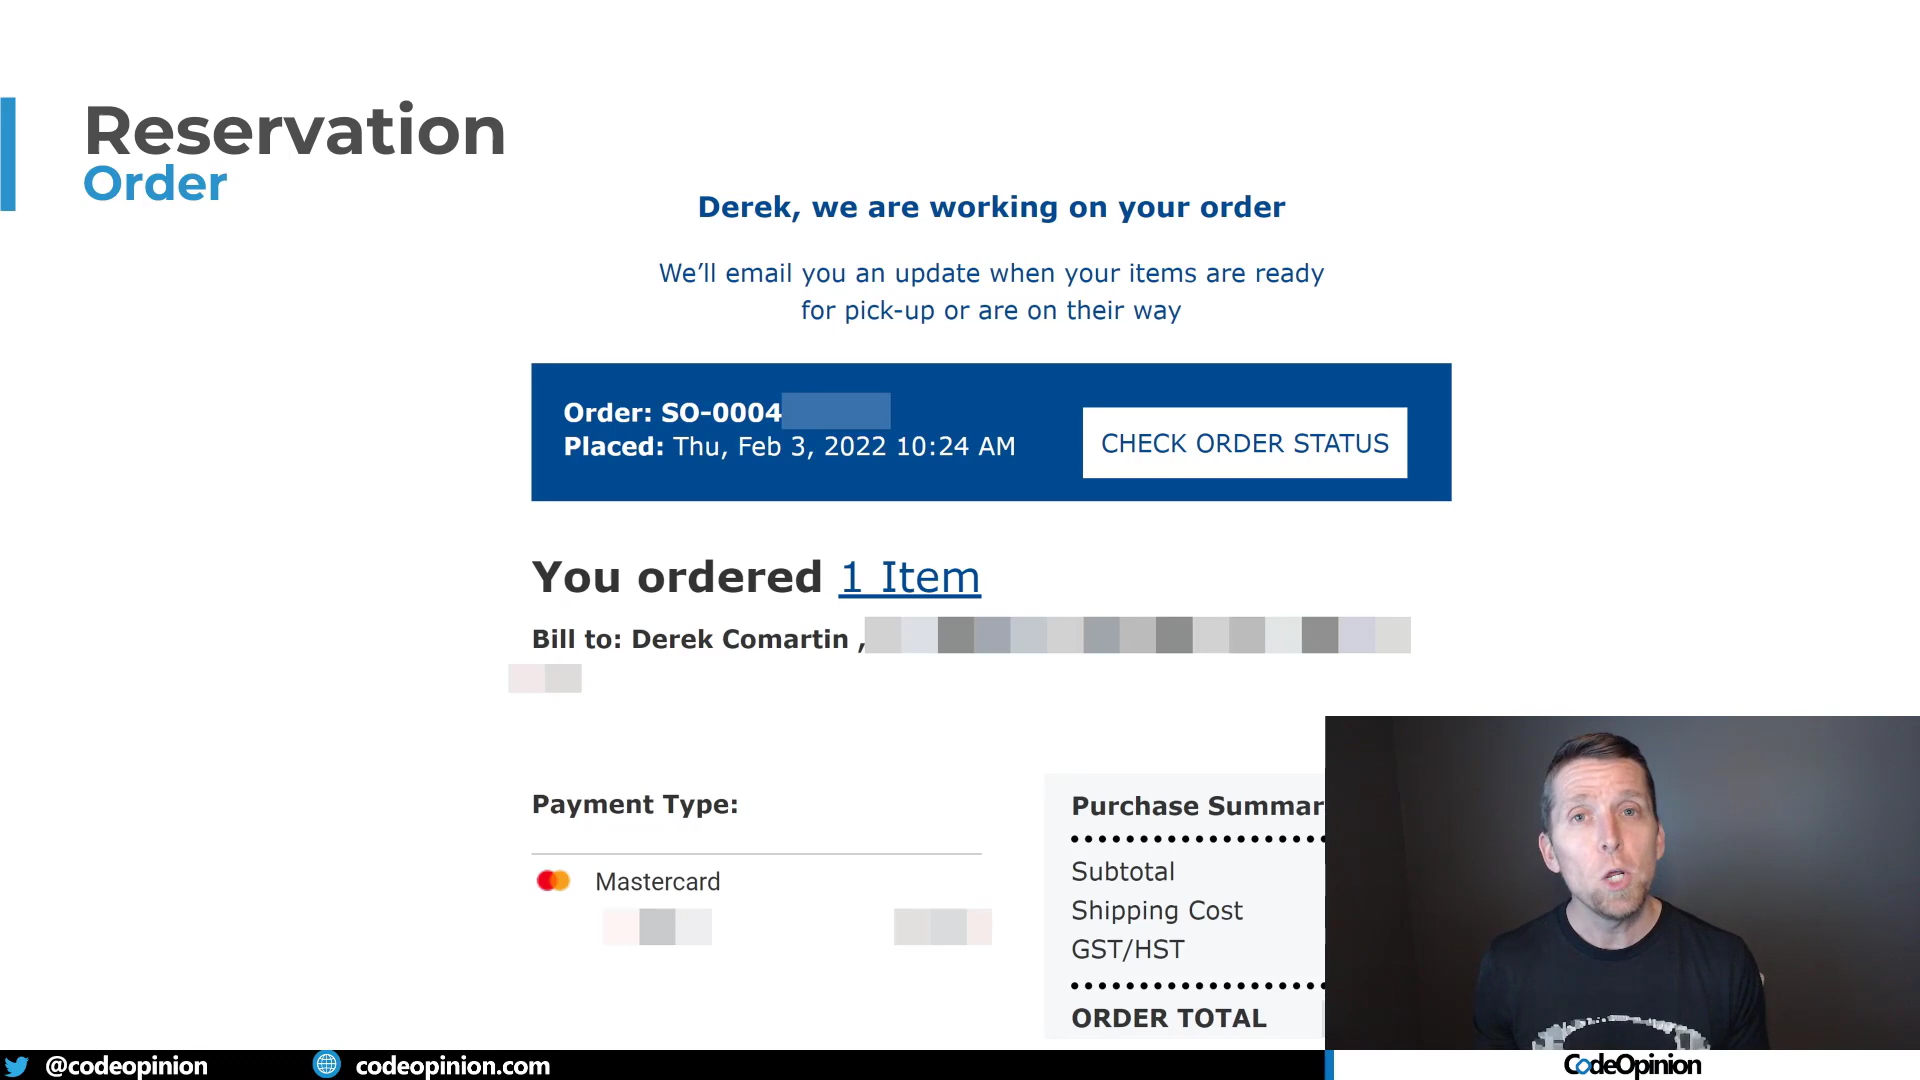 Reservation
Order
Derek, we are working on your order
We’ll email you an update when your items are ready
for pick-up or are on their way
Order: SO-0004
Placed: Thu, Feb 3, 2022 10:24 AM
CHECK ORDER STATUS
You ordered 1 Item
Bill to: Derek Comartin ,
Payment Type:
Mastercard
Purchase Summar
Subtotal
Shipping Cost
GST/HST
ORDER TOTAL
@codeopinion
codeopinion.com
CodeOpinion